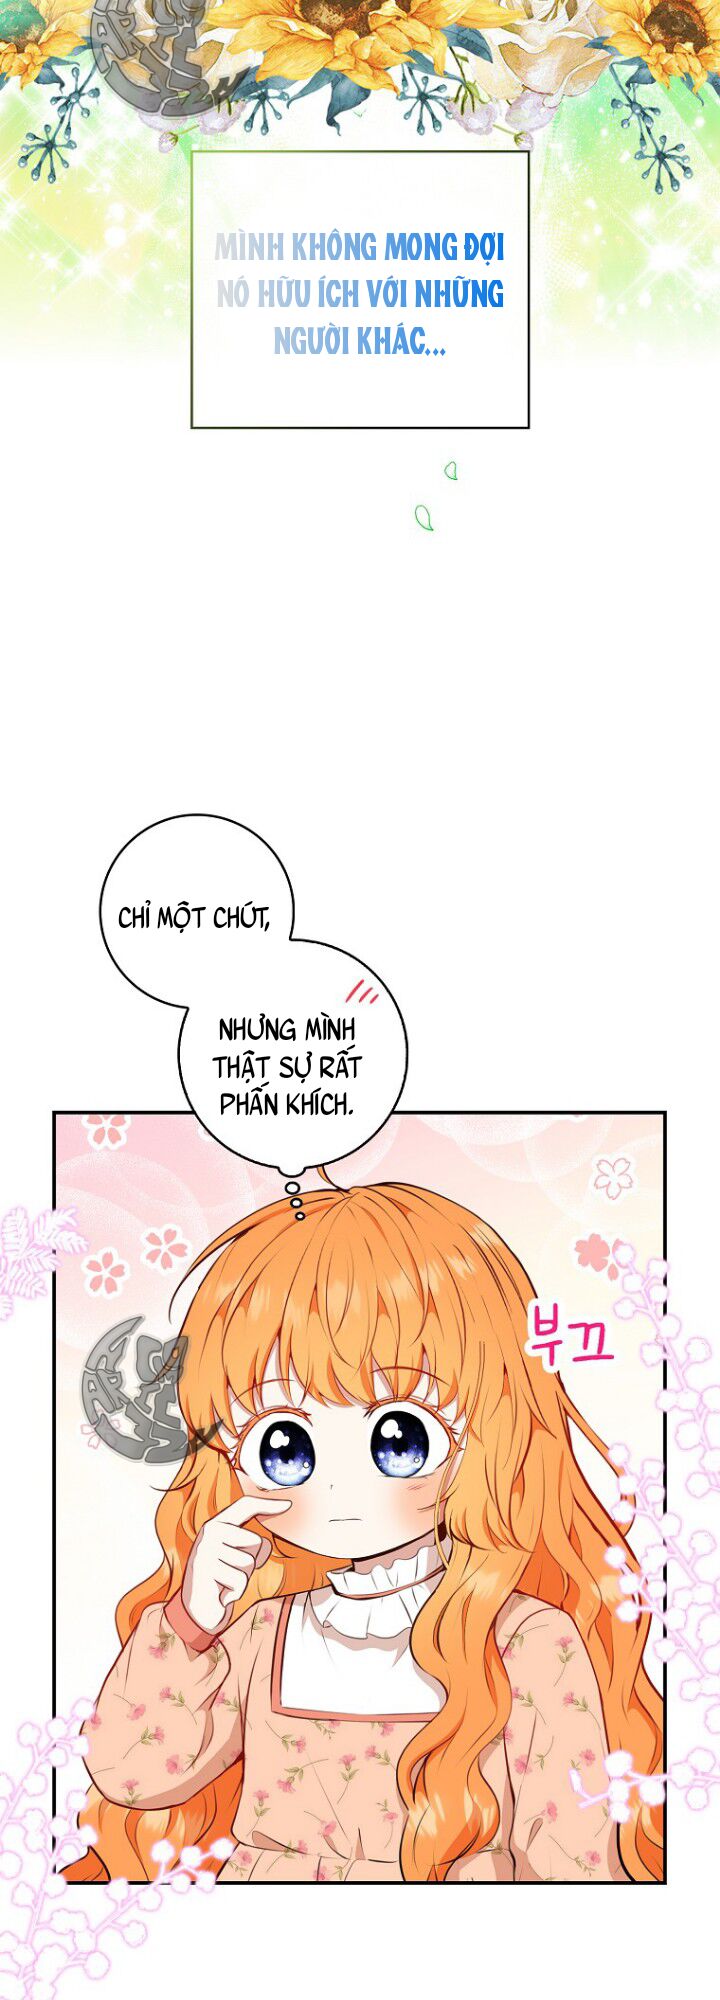 MÌNH KHÔNG MONG ĐỢI
NÓ HỮU ÍCH VỚI NHỮNG
NGƯỜI KHÁC...
CHỈ MỘT CHÚT,
NHƯNG MÌNH
THẬT SỰ RẤT
PHẤN KHÍCH.
부끄